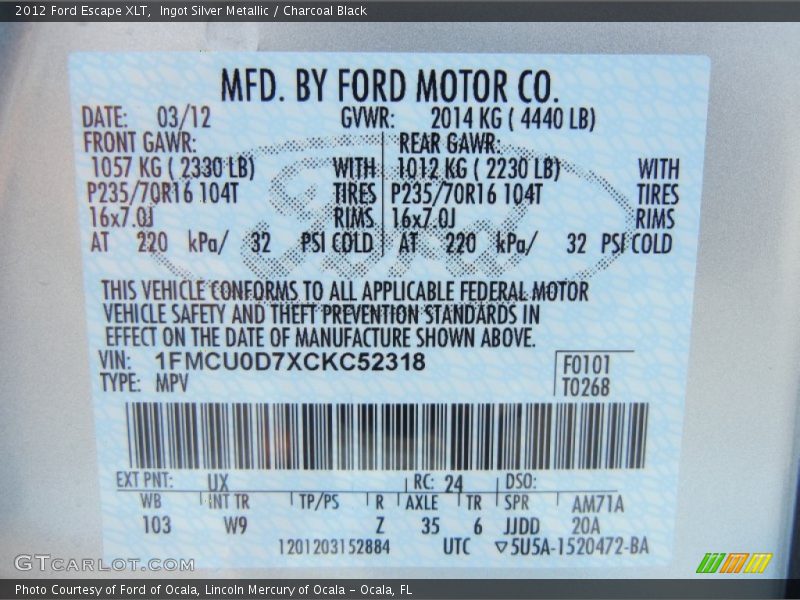 2012 Ford Escape XLT, Ingot Silver Metallic / Charcoal Black
MFD. BY FORD MOTOR CO.
DATE: 03/12 GVWR: 2014 KG ( 4440 LB)
FRONT GAWR: REAR GAWR:
1057 KG ( 2330 LB) WITH 1012 KG ( 2230 LB) WITH
P235/70R16 104T TIRES P235/70R16 104T TIRES
16x7.0J RIMS 16x7.0J RIMS
AT 220 kPa/ 32 PSI COLD AT 220 kPa/ 32 PSI COLD
THIS VEHICLE CONFORMS TO ALL APPLICABLE FEDERAL MOTOR
VEHICLE SAFETY AND THEFT PREVENTION STANDARDS IN
EFFECT ON THE DATE OF MANUFACTURE SHOWN ABOVE.
VIN: 1FMCU0D7XCKC52318 F0101
TYPE: MPV T0268
EXT PNT: UX RC: 24 DSO:
WB INT TR TP/PS R AXLE TR SPR AM71A
103 W9 Z 35 6 JJDD 20A
1201203152884 UTC ▽5U5A-1520472-BA
GTCARLOT.COM
Photo Courtesy of Ford of Ocala, Lincoln Mercury of Ocala – Ocala, FL